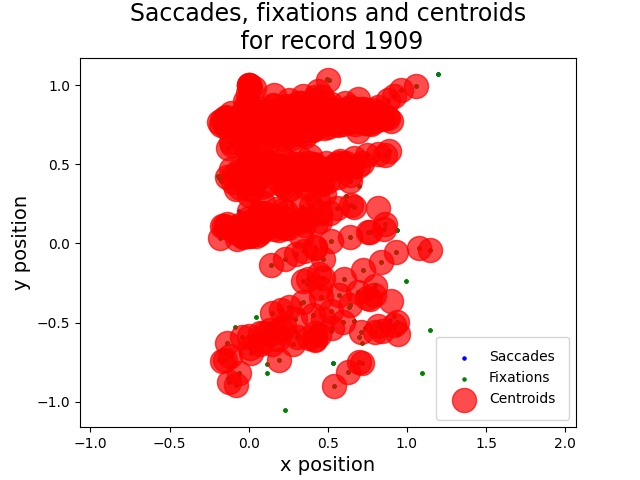 Saccades, fixations and centroids
for record 1909
y position
1.0
0.5
0.0
−0.5
−1.0
−1.0
−0.5
0.0
0.5
1.0
1.5
2.0
x position
Saccades
Fixations
Centroids